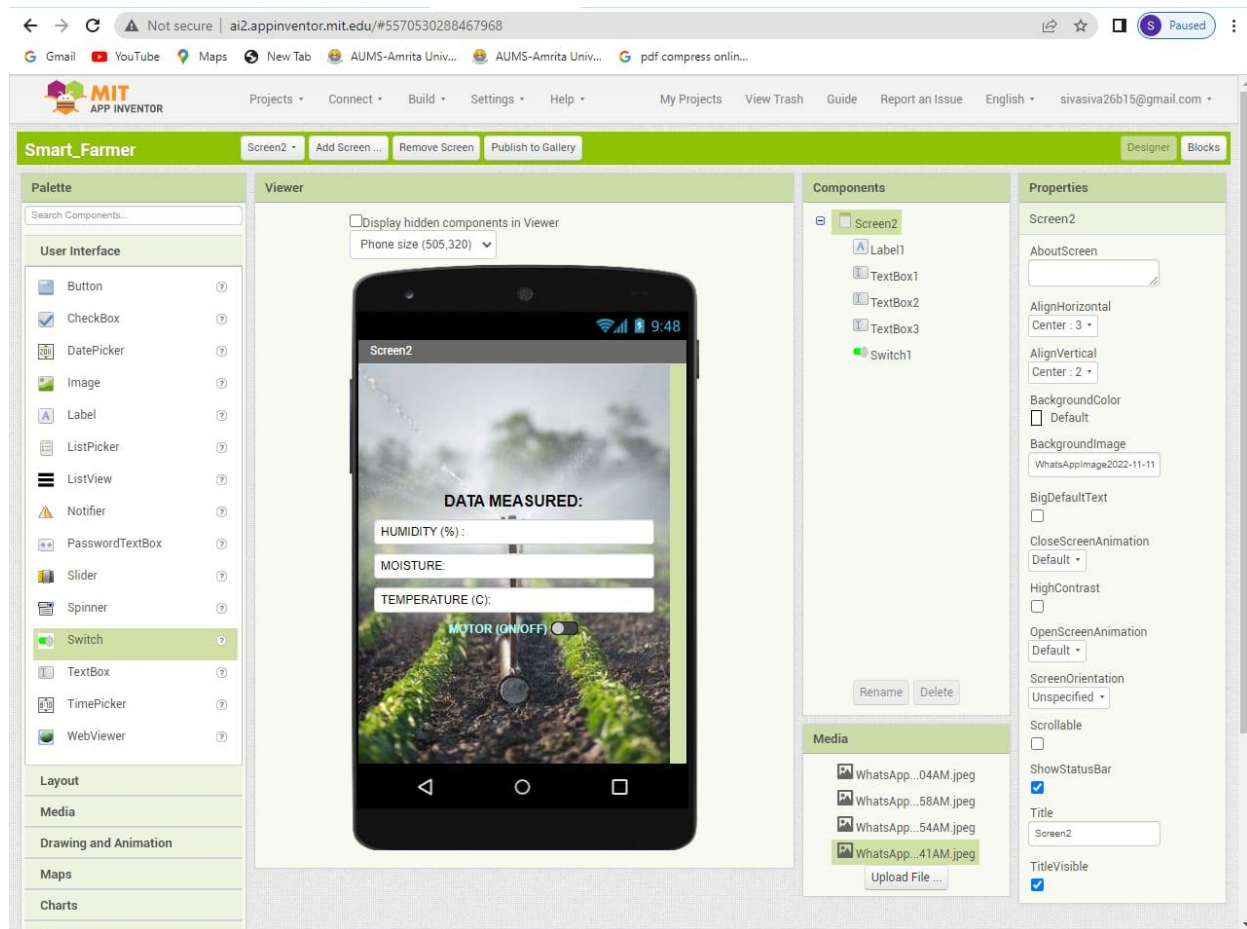 Not secure | ai2.appinventor.mit.edu/#5570530288467968
S Paused
Gmail YouTube Maps New Tab AUMS-Amrita Univ... AUMS-Amrita Univ... pdf compress onlin...
MIT
APP INVENTOR
Projects Connect Build Settings Help My Projects View Trash Guide Report an Issue English sivasiva26b15@gmail.com
Smart_Farmer Screen2 Add Screen ... Remove Screen Publish to Gallery Designer Blocks
Palette
Search Components...
User Interface
Button
CheckBox
DatePicker
Image
Label
ListPicker
ListView
Notifier
PasswordTextBox
Slider
Spinner
Switch
TextBox
TimePicker
WebViewer
Layout
Media
Drawing and Animation
Maps
Charts
Viewer
Display hidden components in Viewer
Phone size (505,320)
9:48
Screen2
DATA MEASURED:
HUMIDITY (%) :
MOISTURE:
TEMPERATURE (C):
MOTOR (ON/OFF)
Components
Screen2
Label1
TextBox1
TextBox2
TextBox3
Switch1
Rename Delete
Media
WhatsApp...04AM.jpeg
WhatsApp...58AM.jpeg
WhatsApp...54AM.jpeg
WhatsApp...41AM.jpeg
Upload File ...
Properties
Screen2
AboutScreen
AlignHorizontal
Center : 3
AlignVertical
Center : 2
BackgroundColor
Default
BackgroundImage
WhatsAppImage2022-11-11
BigDefaultText
CloseScreenAnimation
Default
HighContrast
OpenScreenAnimation
Default
ScreenOrientation
Unspecified
Scrollable
ShowStatusBar
Title
Screen2
TitleVisible